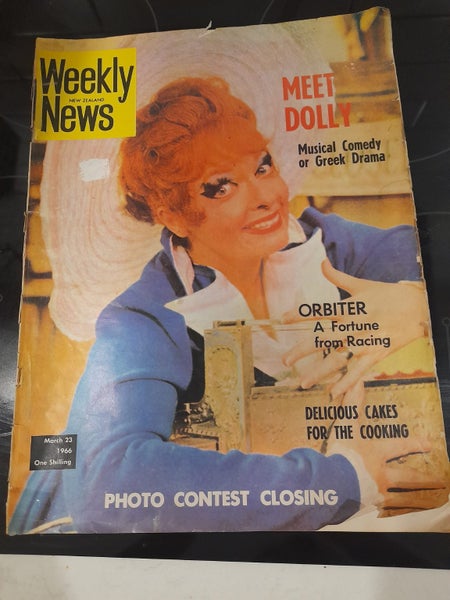 Weekly
NEW ZEALAND
News
MEET
DOLLY
Musical Comedy
or Greek Drama
ORBITER
A Fortune
from Racing
DELICIOUS CAKES
FOR THE COOKING
March 23
1966
One Shilling
PHOTO CONTEST CLOSING